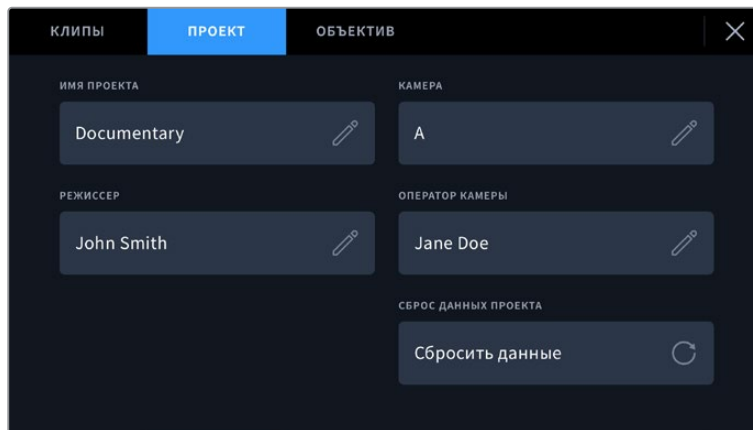 КЛИПЫ ПРОЕКТ ОБЪЕКТИВ
ИМЯ ПРОЕКТА КАМЕРА
Documentary A
РЕЖИССЕР ОПЕРАТОР КАМЕРЫ
John Smith Jane Doe
СБРОС ДАННЫХ ПРОЕКТА
Сбросить данные